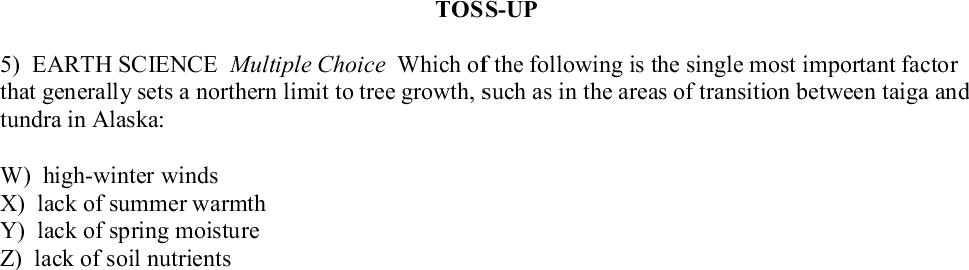 TOSS-UP
5) EARTH SCIENCE Multiple Choice Which of the following is the single most important factor
that generally sets a northern limit to tree growth, such as in the areas of transition between taiga and
tundra in Alaska:
W) high-winter winds
X) lack of summer warmth
Y) lack of spring moisture
Z) lack of soil nutrients